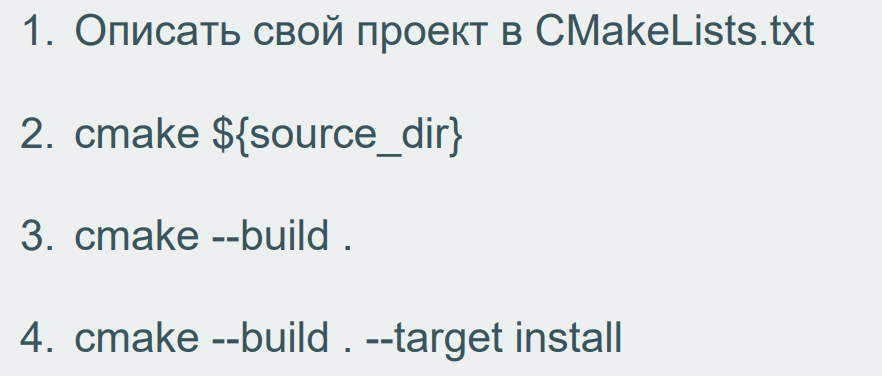 1. Описать свой проект в CMakeLists.txt
2. cmake ${source_dir}
3. cmake --build .
4. cmake --build . --target install